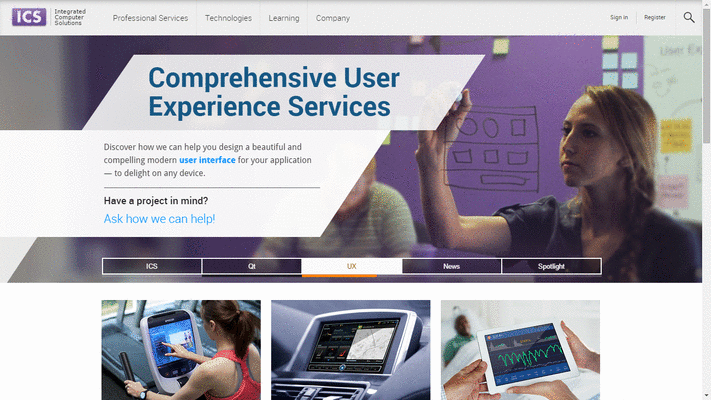 ICS
Integrated
Computer
Solutions
Professional Services
Technologies
Learning
Company
Sign in
Register
Comprehensive User
Experience Services
Discover how we can help you design a beautiful and
compelling modern user interface for your application
— to delight on any device.
Have a project in mind?
Ask how we can help!
User Exp
ICS
Qt
UX
News
Spotlight